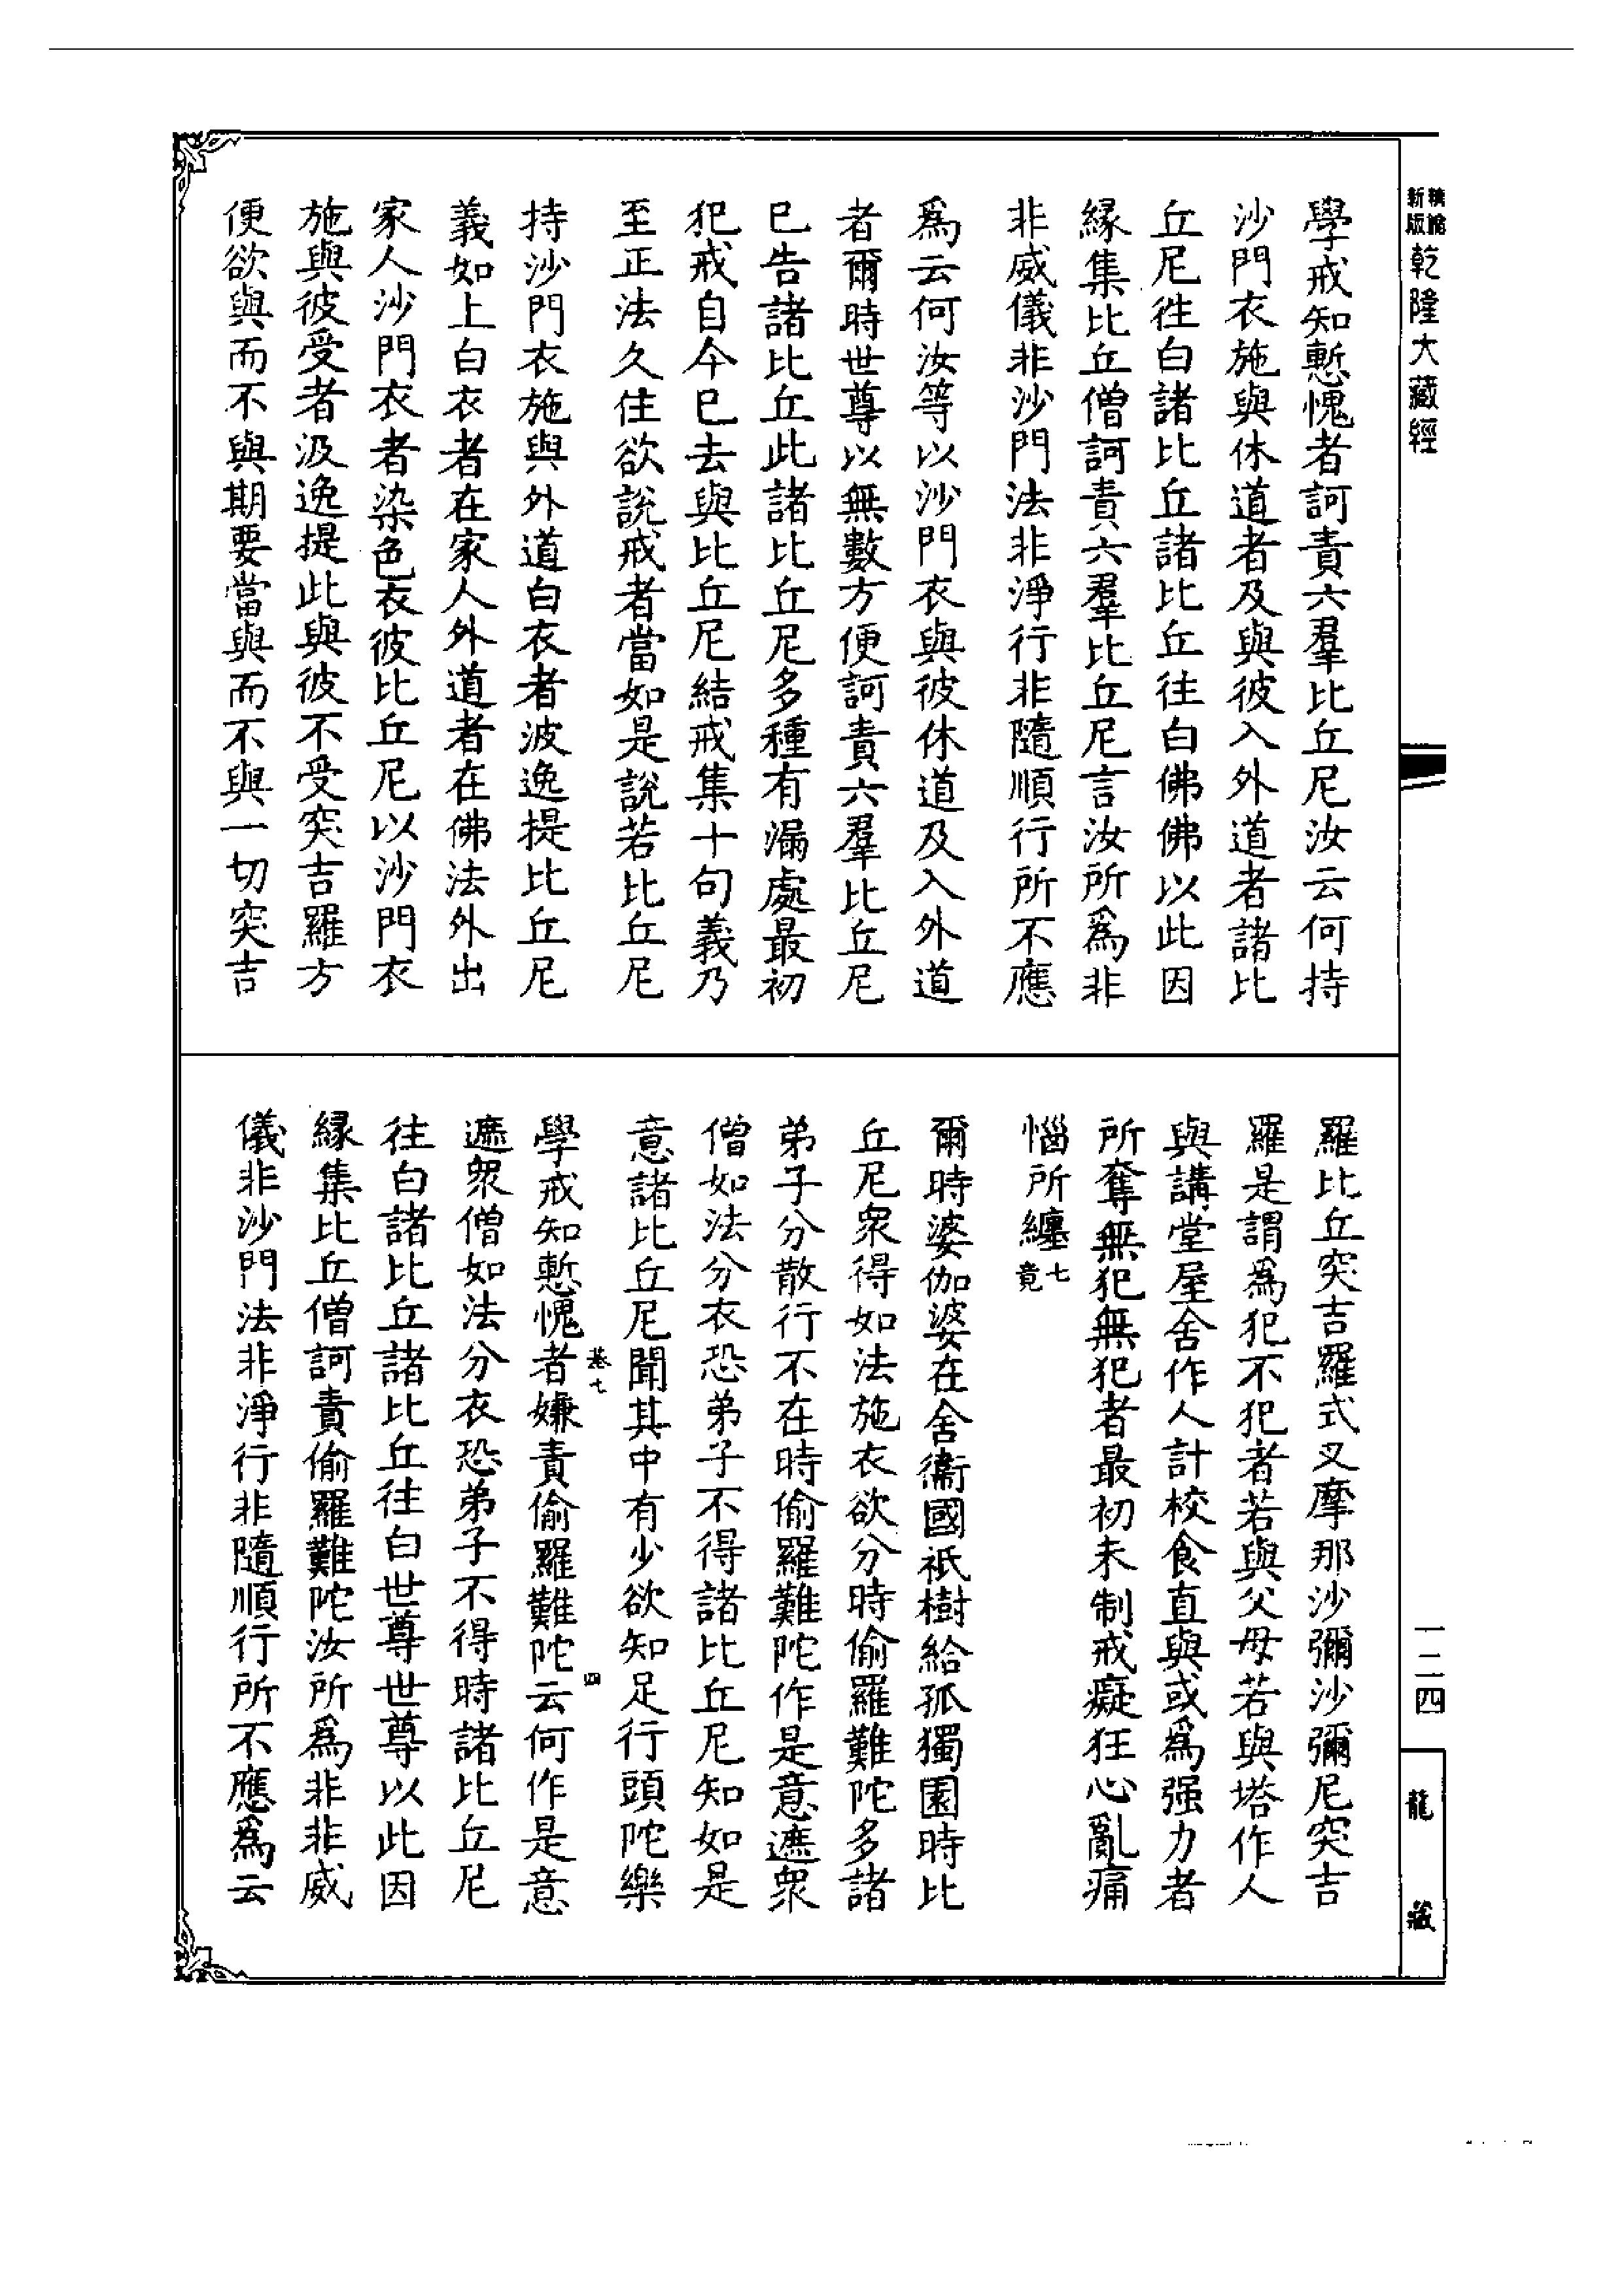 新版
乾隆大藏經
學戒知慙愧者訶責六羣比丘尼汝云何持
沙門衣施與休道者及與彼入外道者諸比
丘尼徃白諸比丘諸比丘往白佛佛以此因
緣集比丘僧訶責六羣比丘尼言汝所爲非
非威儀非沙門法非淨行非隨順行所不應
爲云何汝等以沙門衣與彼休道及入外道
者爾時世尊以無數方便訶責六羣比丘尼
已告諸比丘此諸比丘尼多種有漏處最初
犯戒自今已去與比丘尼結戒集十句義乃
至正法久住欲說戒者當如是說若比丘尼
持沙門衣施與外道白衣者波逸提比丘尼
義如上白衣者在家人外道者在佛法外出
家人沙門衣者染色衣彼比丘尼以沙門衣
施與彼受者汲逸提此與彼不受突吉羅方
便欲與而不與期要當與而不與一切突吉
羅比丘突吉羅式叉摩那沙彌沙彌尼突吉
羅是謂爲犯不犯者若與父母若與塔作人
與講堂屋舍作人計校食直與或爲强力者
所奪無犯無犯者最初未制戒癡狂心亂痛
惱所纏七竟
爾時婆伽婆在舍衞國祇樹給孤獨園時比
丘尼衆得如法施衣欲分時偷羅難陀多諸
弟子分散行不在時偷羅難陀作是意遮衆
僧如法分衣恐弟子不得諸比丘尼知如是
意諸比丘尼聞其中有少欲知足行頭陀樂
卷七
四
學戒知慙愧者嫌責偷羅難陀云何作是意
遮衆僧如法分衣恐弟子不得時諸比丘尼
往白諸比丘諸比丘往白世尊世尊以此因
緣集比丘僧訶責偷羅難陀汝所爲非非威
儀非沙門法非淨行非隨順行所不應爲云
一二四
龍藏